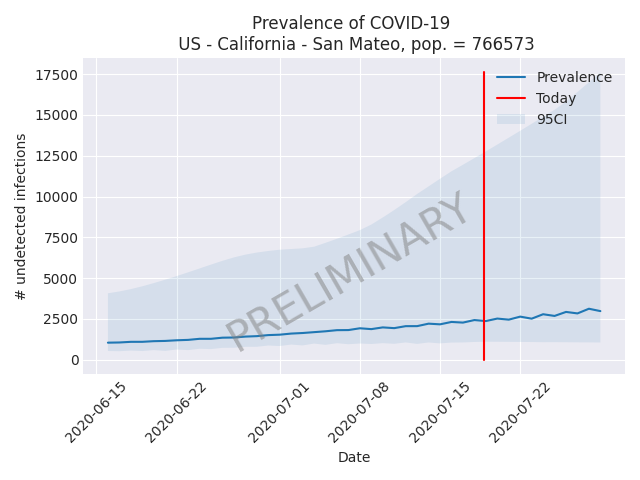 Prevalence of COVID-19
US - California - San Mateo, pop. = 766573
17500
15000
12500
10000
7500
5000
2500
0
# undetected infections
Prevalence
Today
95CI
PRELIMINARY
2020-06-15
2020-06-22
2020-07-01
2020-07-08
2020-07-15
2020-07-22
Date